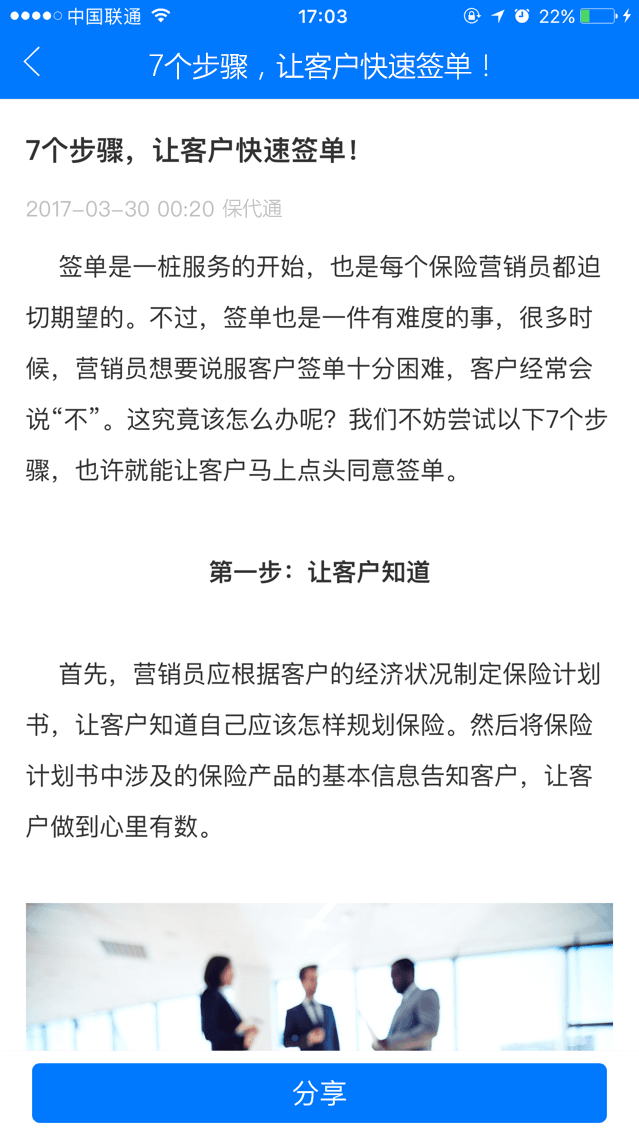 中国联通 17:03 22%
7个步骤，让客户快速签单！
7个步骤，让客户快速签单！
2017-03-30 00:20 保代通
签单是一桩服务的开始，也是每个保险营销员都迫
切期望的。不过，签单也是一件有难度的事，很多时
候，营销员想要说服客户签单十分困难，客户经常会
说“不”。这究竟该怎么办呢？我们不妨尝试以下7个步
骤，也许就能让客户马上点头同意签单。
第一步：让客户知道
首先，营销员应根据客户的经济状况制定保险计划
书，让客户知道自己应该怎样规划保险。然后将保险
计划书中涉及的保险产品的基本信息告知客户，让客
户做到心里有数。
分享